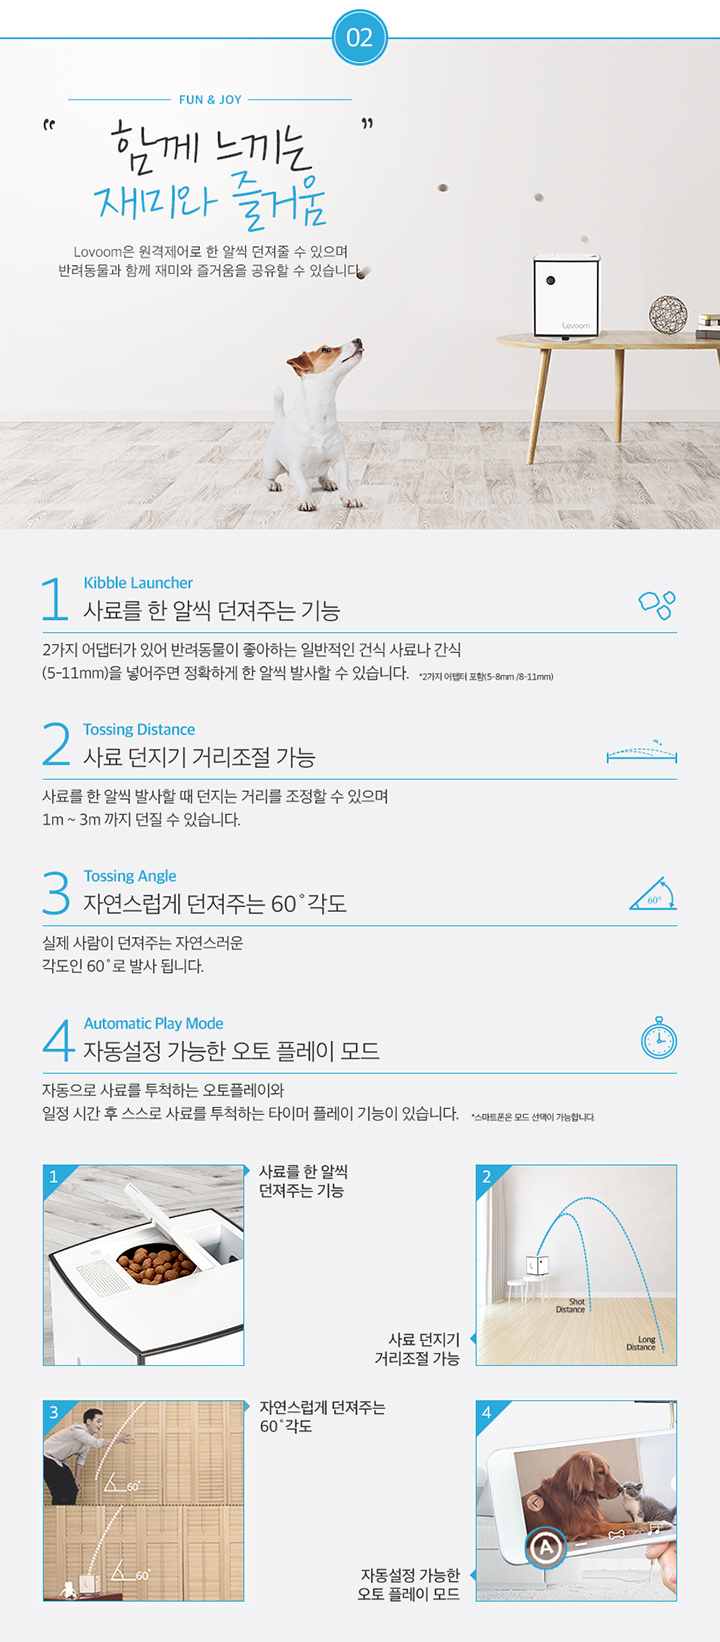 02
FUN & JOY
“ 함께 느끼는 ”
재미와 즐거움
Lovoom은 원격제어로 한 알씩 던져줄 수 있으며
반려동물과 함께 재미와 즐거움을 공유할 수 있습니다.
Lovoom
1 Kibble Launcher
사료를 한 알씩 던져주는 기능
2가지 어댑터가 있어 반려동물이 좋아하는 일반적인 건식 사료나 간식
(5-11mm)을 넣어주면 정확하게 한 알씩 발사할 수 있습니다. *2가지 어탭터 포함(5-8mm /8-11mm)
2 Tossing Distance
사료 던지기 거리조절 가능
사료를 한 알씩 발사할 때 던지는 거리를 조정할 수 있으며
1m ~ 3m 까지 던질 수 있습니다.
3 Tossing Angle
자연스럽게 던져주는 60˚각도
60°
실제 사람이 던져주는 자연스러운
각도인 60˚로 발사 됩니다.
4 Automatic Play Mode
자동설정 가능한 오토 플레이 모드
자동으로 사료를 투척하는 오토플레이와
일정 시간 후 스스로 사료를 투척하는 타이머 플레이 기능이 있습니다. *스마트폰은 모드 선택이 가능합니다.
1
사료를 한 알씩
던져주는 기능
2
Shot
Distance
Long
Distance
사료 던지기
거리조절 가능
3
60˚
60˚
자연스럽게 던져주는
60˚각도
4
A
자동설정 가능한
오토 플레이 모드